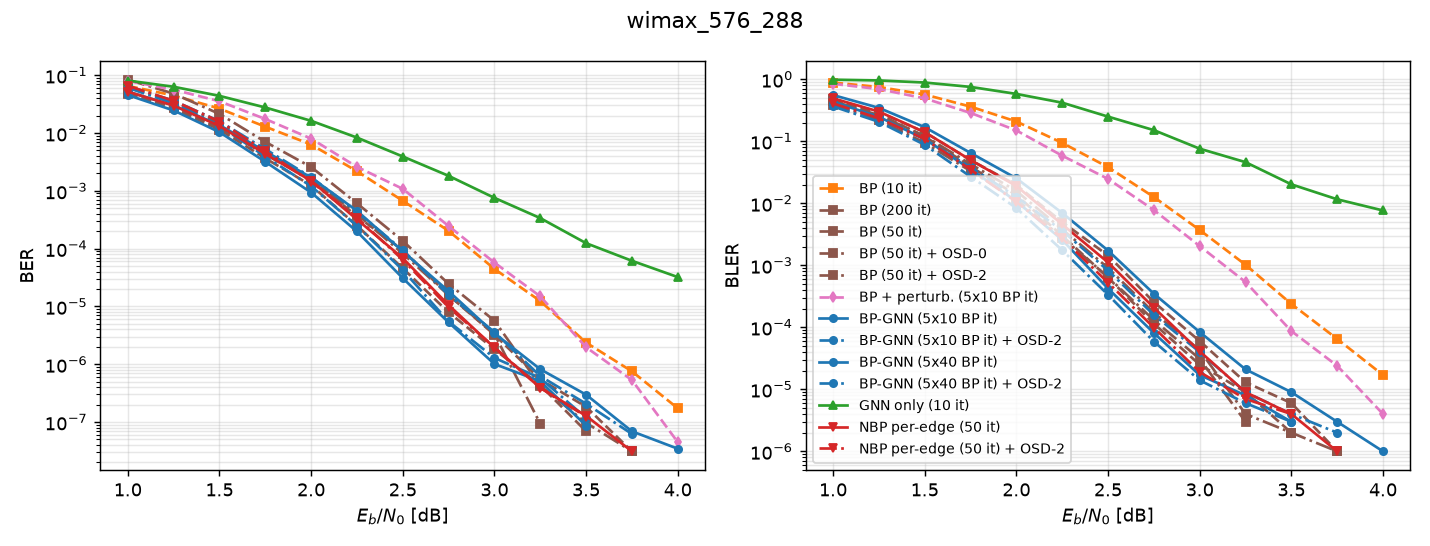 wimax_576_288
10⁻¹
10⁻²
10⁻³
10⁻⁴
10⁻⁵
10⁻⁶
10⁻⁷
BER
1.0 1.5 2.0 2.5 3.0 3.5 4.0
E_b/N_0 [dB]
10⁰
10⁻¹
10⁻²
10⁻³
10⁻⁴
10⁻⁵
10⁻⁶
BLER
BP (10 it)
BP (200 it)
BP (50 it)
BP (50 it) + OSD-0
BP (50 it) + OSD-2
BP + perturb. (5x10 BP it)
BP-GNN (5x10 BP it)
BP-GNN (5x10 BP it) + OSD-2
BP-GNN (5x40 BP it)
BP-GNN (5x40 BP it) + OSD-2
GNN only (10 it)
NBP per-edge (50 it)
NBP per-edge (50 it) + OSD-2
1.0 1.5 2.0 2.5 3.0 3.5 4.0
E_b/N_0 [dB]